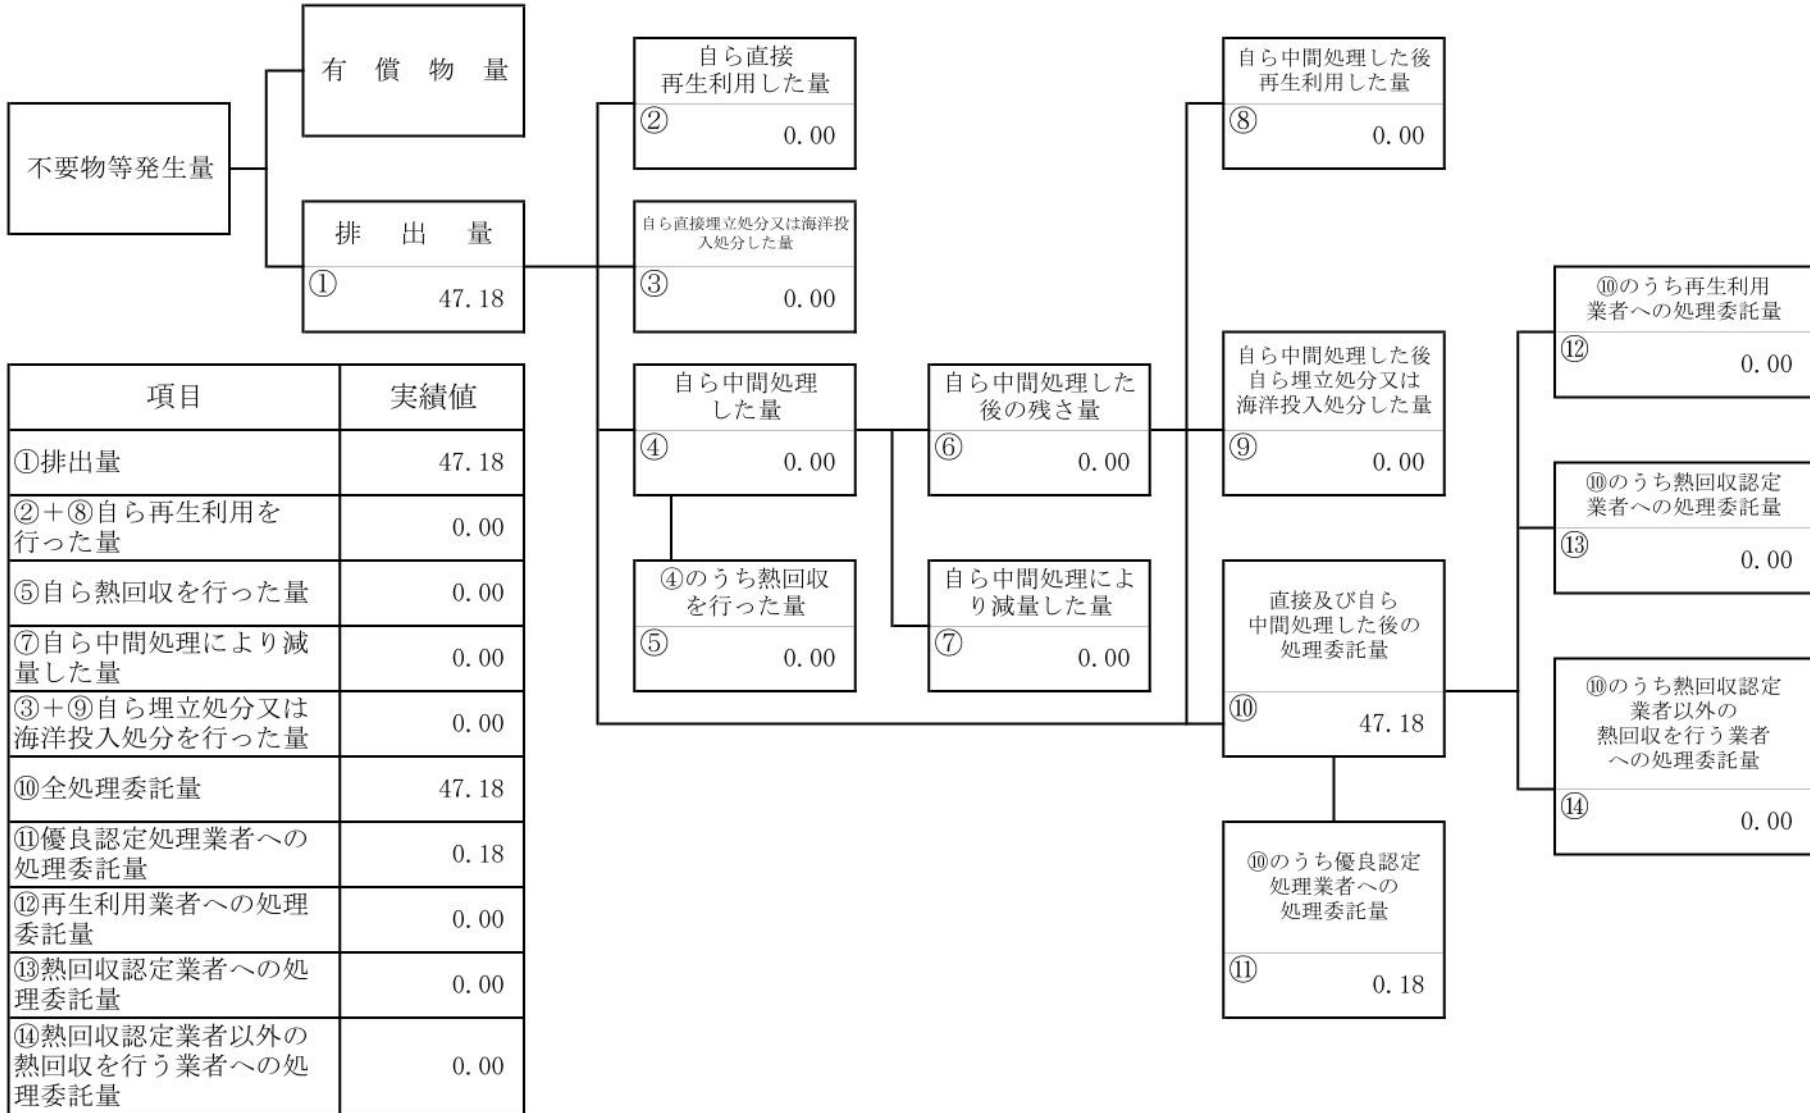 有 償 物 量
不要物等発生量
排 出 量
①
47.18
自ら直接
再生利用した量
②
0.00
自ら直接埋立処分又は海洋投
入処分した量
③
0.00
自ら中間処理
した量
④
0.00
④のうち熱回収
を行った量
⑤
0.00
自ら中間処理した
後の残さ量
⑥
0.00
自ら中間処理によ
り減量した量
⑦
0.00
自ら中間処理した後
再生利用した量
⑧
0.00
自ら中間処理した後
自ら埋立処分又は
海洋投入処分した量
⑨
0.00
直接及び自ら
中間処理した後の
処理委託量
⑩
47.18
⑩のうち優良認定
処理業者への
処理委託量
⑪
0.18
⑩のうち再生利用
業者への処理委託量
⑫
0.00
⑩のうち熱回収認定
業者への処理委託量
⑬
0.00
⑩のうち熱回収認定
業者以外の
熱回収を行う業者
への処理委託量
⑭
0.00
項目 実績値
①排出量 47.18
②+⑧自ら再生利用を
行った量 0.00
⑤自ら熱回収を行った量 0.00
⑦自ら中間処理により減
量した量 0.00
③+⑨自ら埋立処分又は
海洋投入処分を行った量 0.00
⑩全処理委託量 47.18
⑪優良認定処理業者への
処理委託量 0.18
⑫再生利用業者への処理
委託量 0.00
⑬熱回収認定業者への処
理委託量 0.00
⑭熱回収認定業者以外の
熱回収を行う業者への処
理委託量 0.00